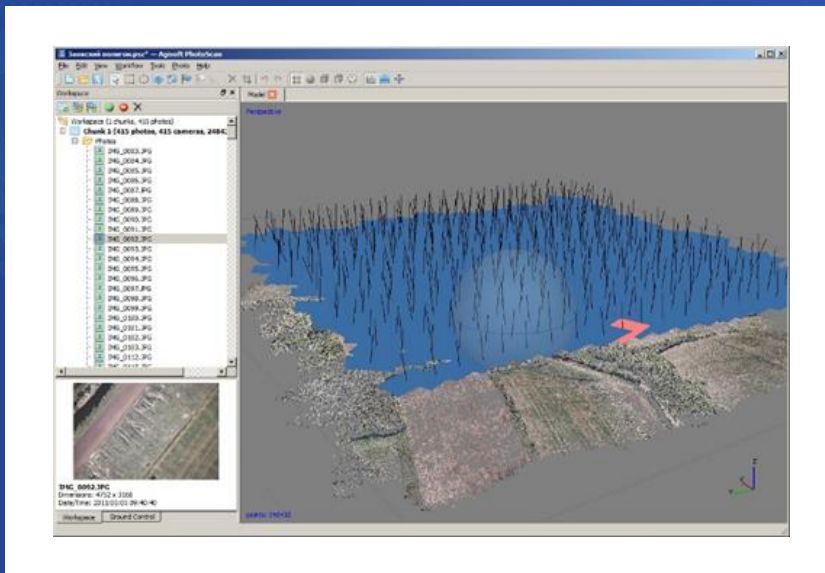 Agisoft PhotoScan
File Edit View Workflow Tools Photo Help
Workspace
Model
Perspective
Workspace (1 chunks, 415 photos)
Chunk 1 (415 photos, 415 cameras,
Photos
IMG_0083.JPG
IMG_0084.JPG
IMG_0085.JPG
IMG_0086.JPG
IMG_0087.JPG
IMG_0088.JPG
IMG_0089.JPG
IMG_0090.JPG
IMG_0091.JPG
IMG_0092.JPG
IMG_0093.JPG
IMG_0094.JPG
IMG_0095.JPG
IMG_0096.JPG
IMG_0097.JPG
IMG_0098.JPG
IMG_0099.JPG
IMG_0100.JPG
IMG_0101.JPG
IMG_0102.JPG
IMG_0103.JPG
IMG_0112.JPG
IMG_0092.JPG
Dimensions: 4752 x 3168
Workspace Ground Control
points:
Z
Y
X